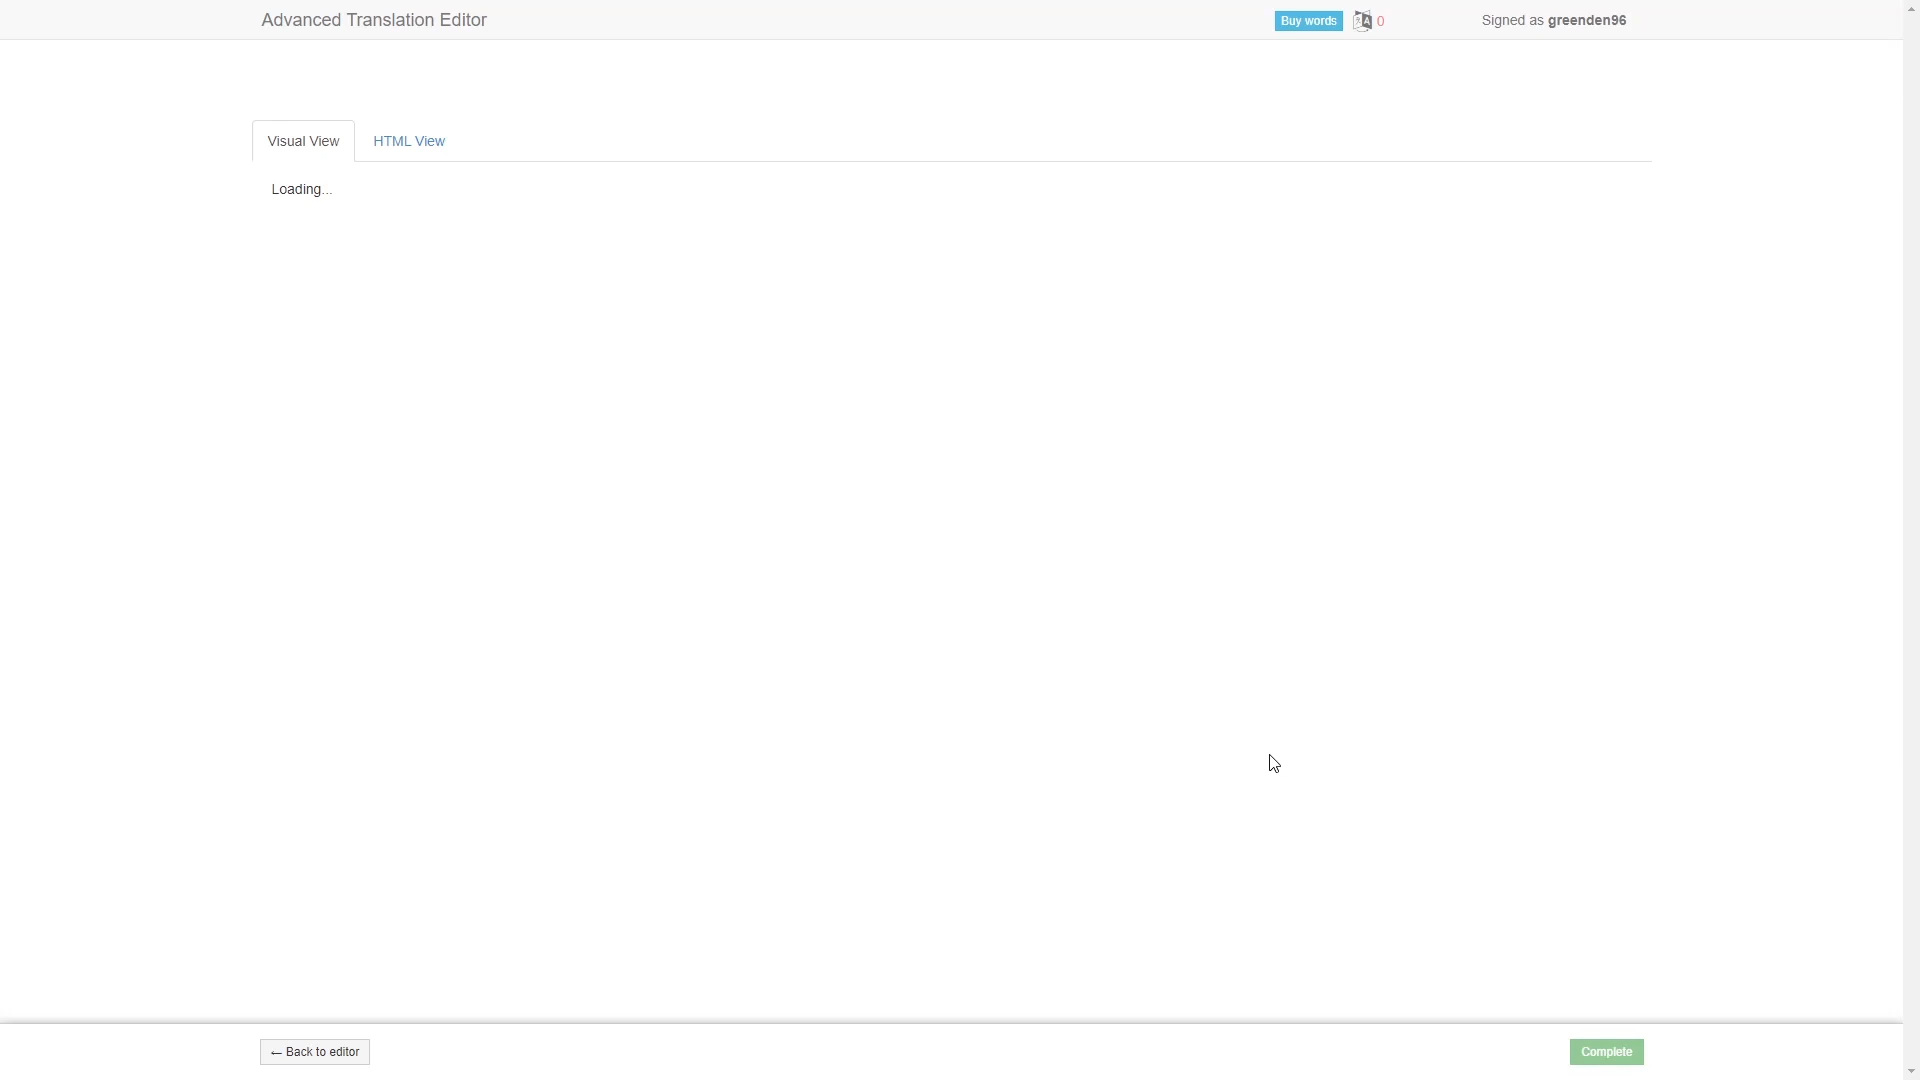 Advanced Translation Editor
Buy words
0
Signed as greenden96
Visual View
HTML View
Loading...
← Back to editor
Complete